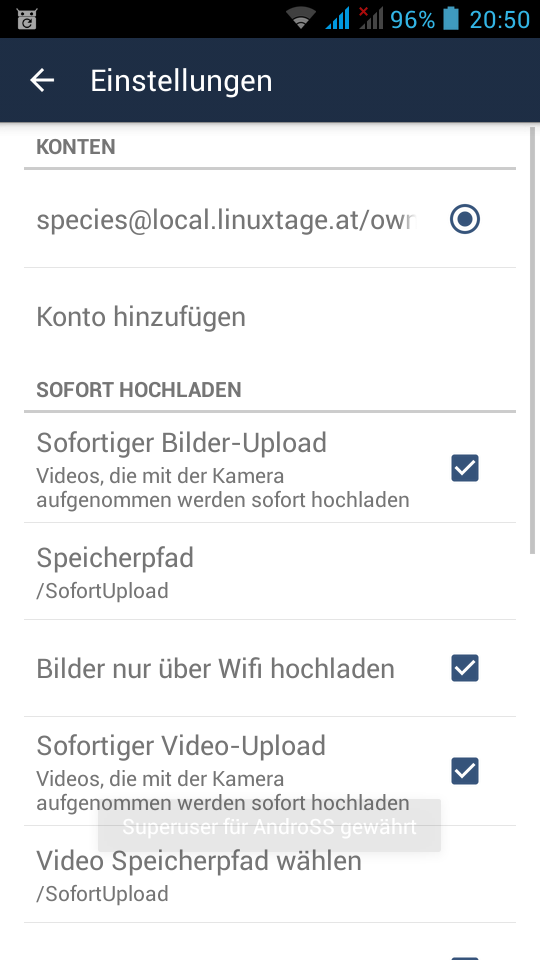 96% 20:50
Einstellungen
KONTEN
species@local.linuxtage.at/own
Konto hinzufügen
SOFORT HOCHLADEN
Sofortiger Bilder-Upload
Videos, die mit der Kamera
aufgenommen werden sofort hochladen
Speicherpfad
/SofortUpload
Bilder nur über Wifi hochladen
Sofortiger Video-Upload
Videos, die mit der Kamera
aufgenommen werden sofort hochladen
Superuser für AndroSS gewährt
Video Speicherpfad wählen
/SofortUpload